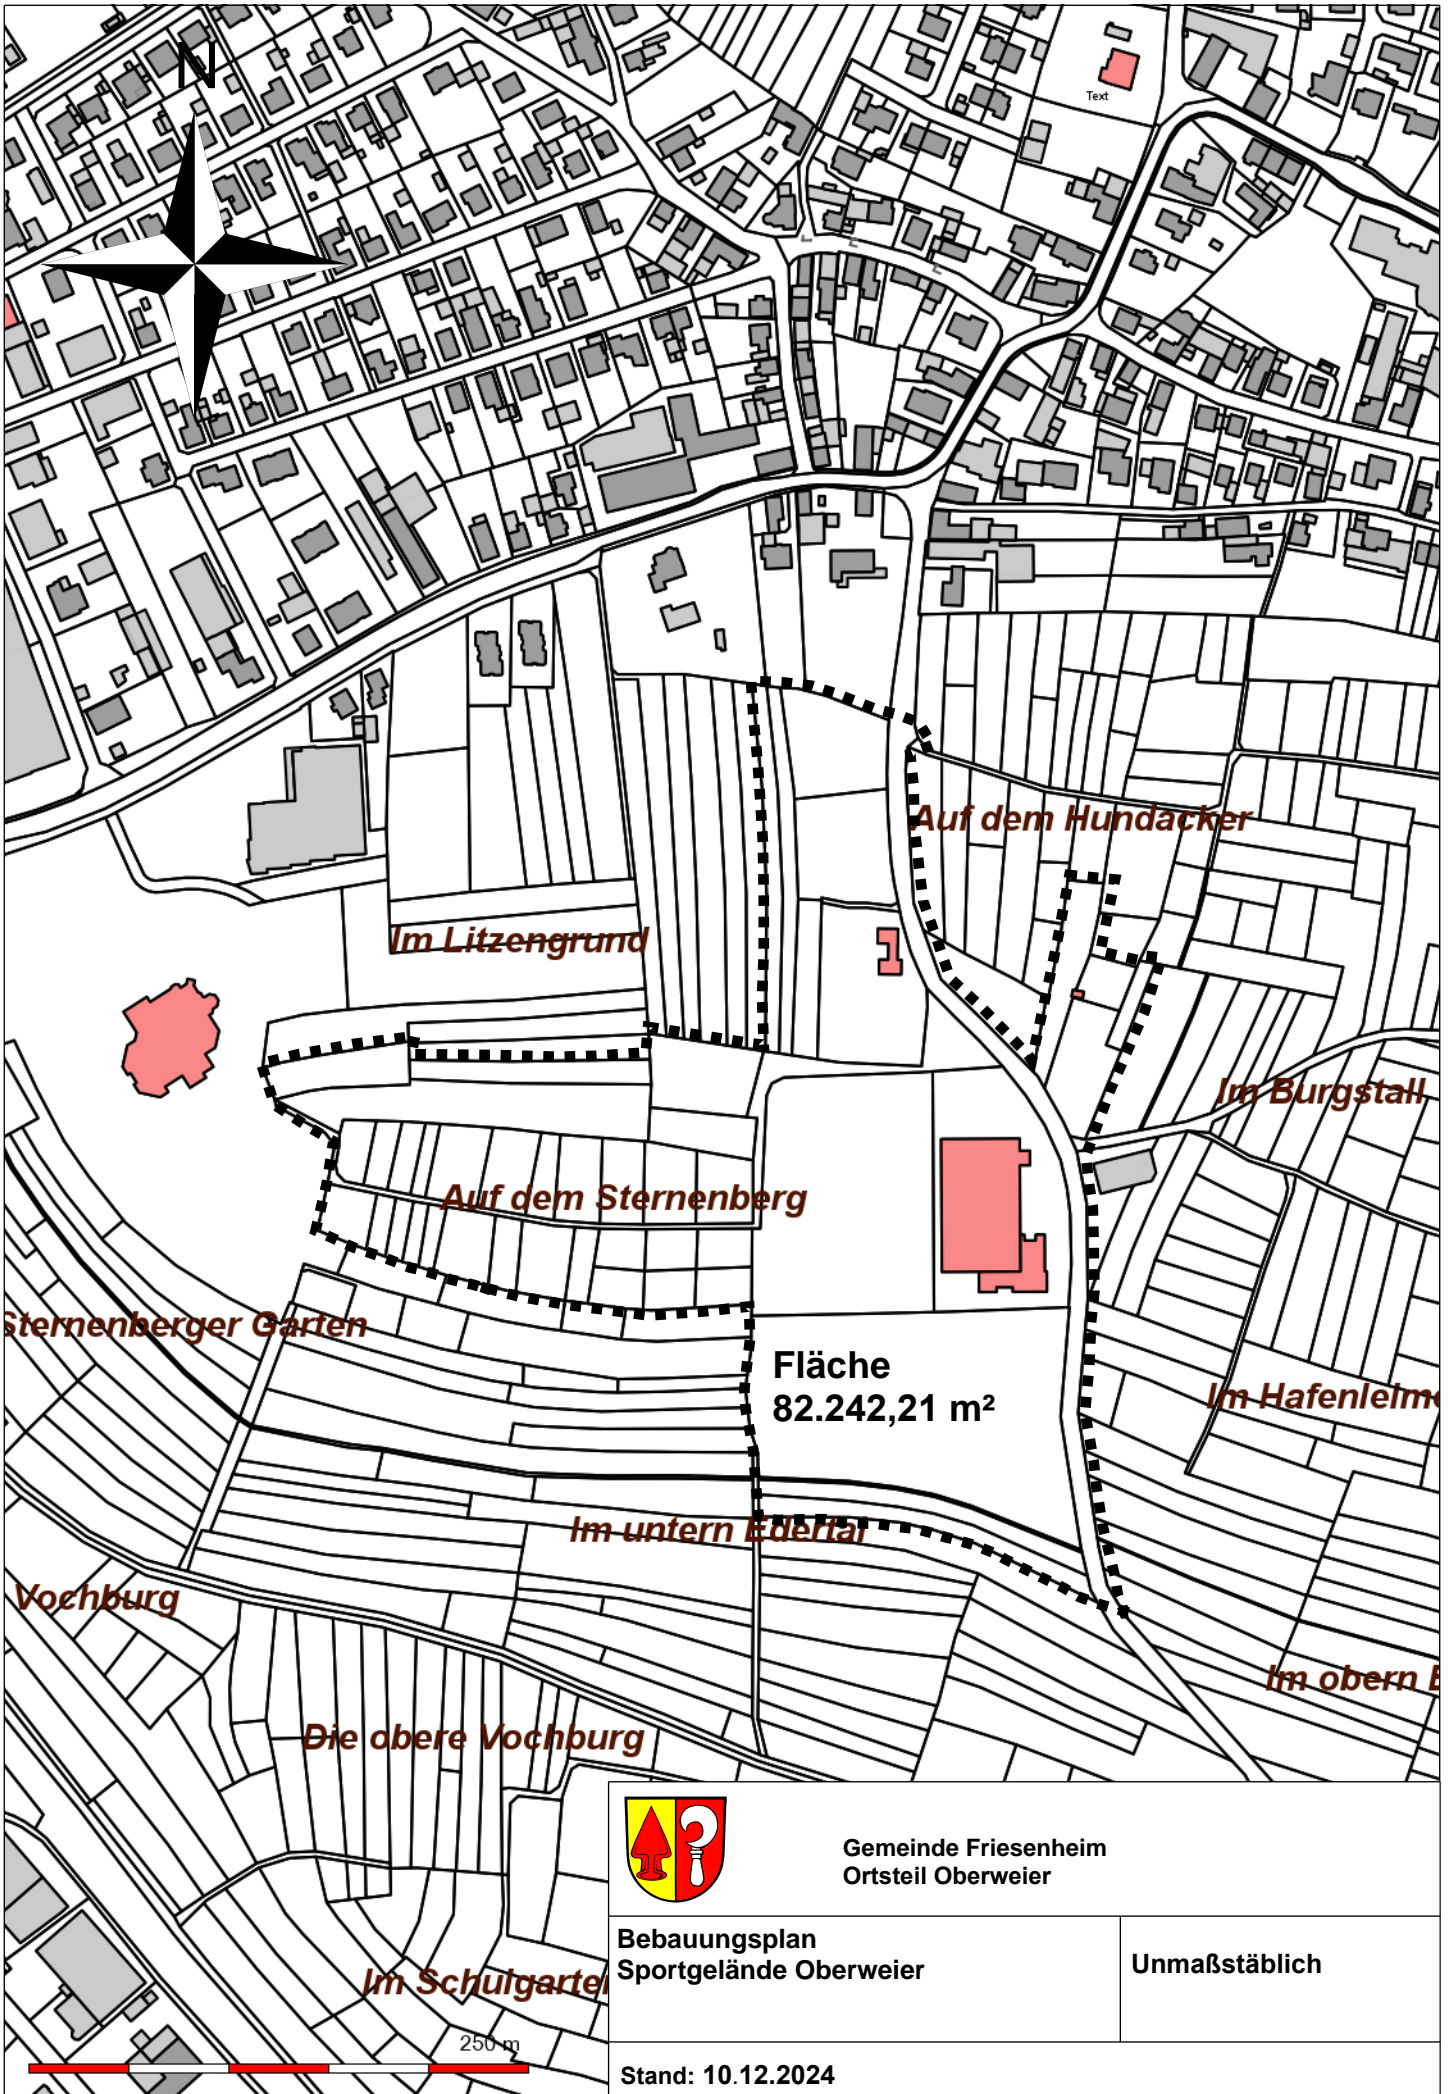 N
Text
Auf dem Hundacker
Im Litzengrund
Im Burgstall
Auf dem Sternenberg
Sternenberger Garten
Fläche
82.242,21 m²
Im Hafenleime
Im untern Edertal
Vochburg
Im obern E
Die obere Vochburg
Gemeinde Friesenheim
Ortsteil Oberweier
Bebauungsplan
Sportgelände Oberweier
Unmaßstäblich
Im Schulgarten
250 m
Stand: 10.12.2024